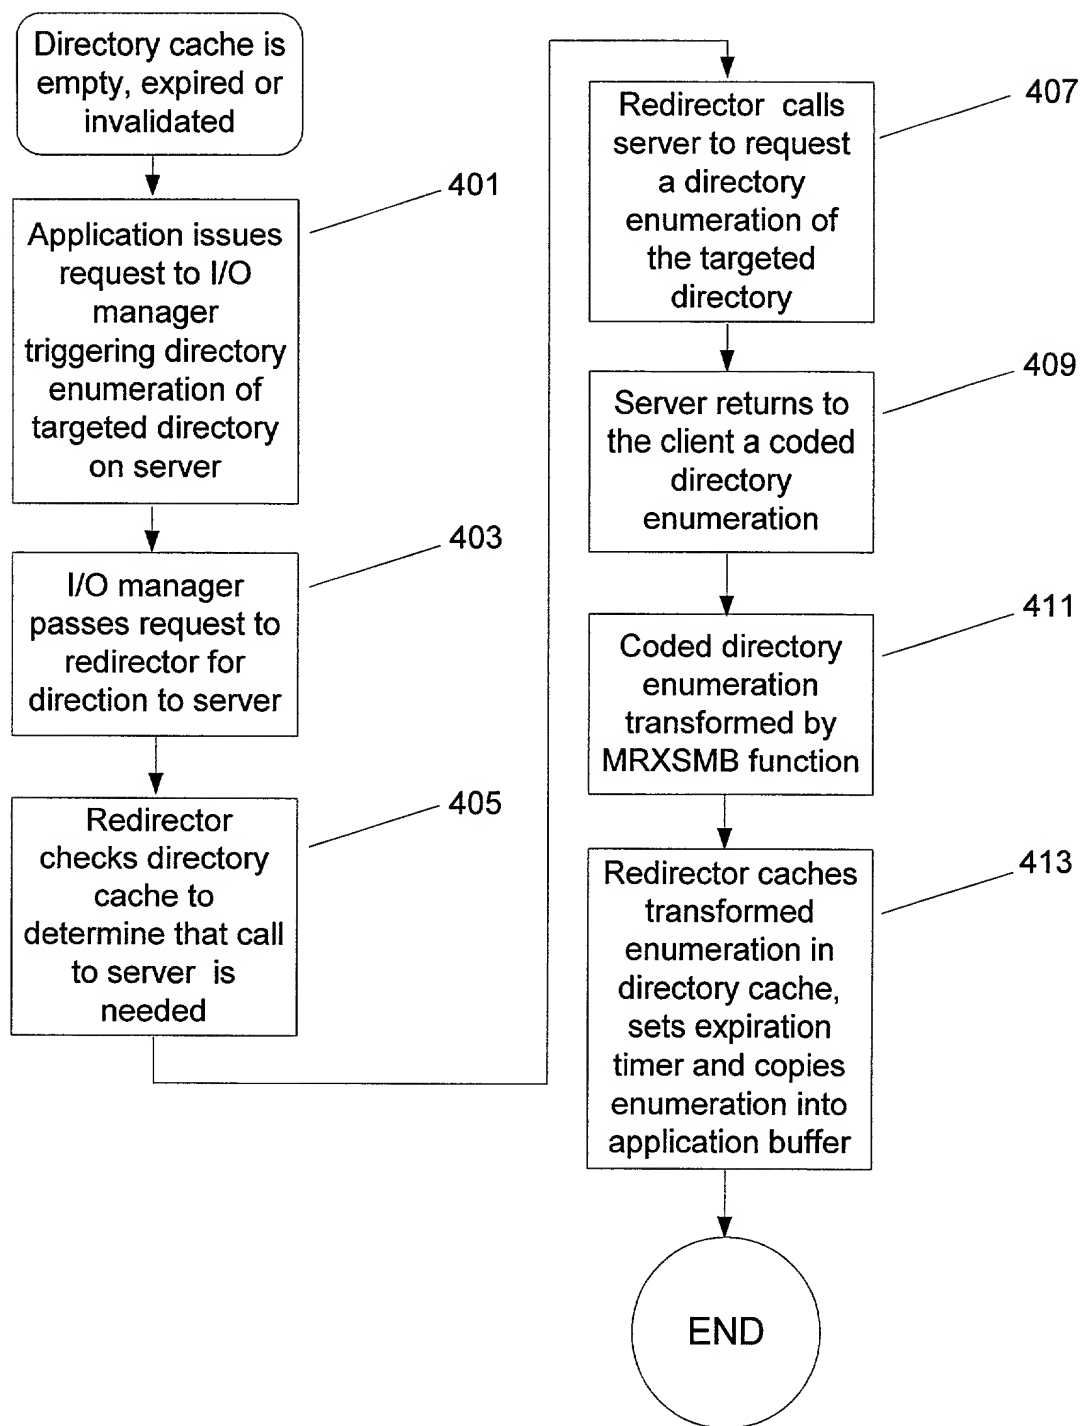 Directory cache is
empty, expired or
invalidated
401
Application issues
request to I/O
manager
triggering directory
enumeration of
targeted directory
on server
403
I/O manager
passes request to
redirector for
direction to server
405
Redirector
checks directory
cache to
determine that call
to server is
needed
407
Redirector calls
server to request
a directory
enumeration of
the targeted
directory
409
Server returns to
the client a coded
directory
enumeration
411
Coded directory
enumeration
transformed by
MRXSMB function
413
Redirector caches
transformed
enumeration in
directory cache,
sets expiration
timer and copies
enumeration into
application buffer
END